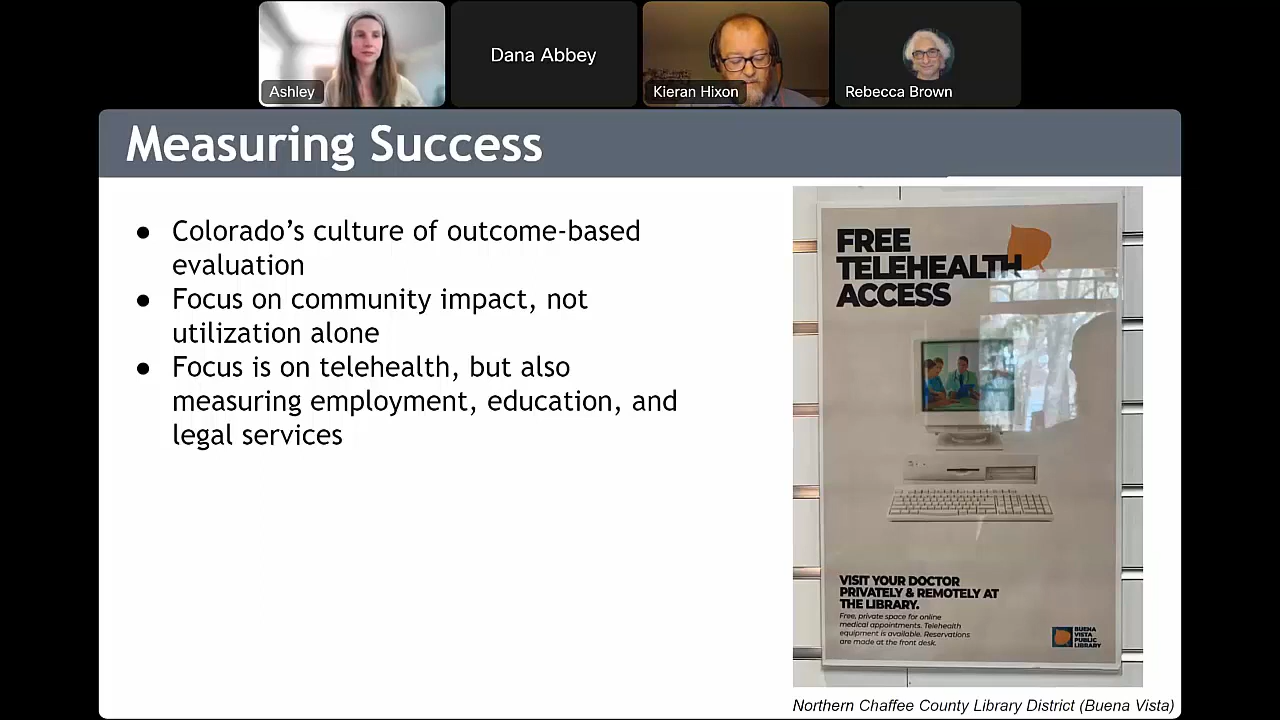 Ashley
Dana Abbey
Kieran Hixon
Rebecca Brown
Measuring Success
● Colorado’s culture of outcome-based
evaluation
● Focus on community impact, not
utilization alone
● Focus is on telehealth, but also
measuring employment, education, and
legal services
FREE
TELEHEALTH
ACCESS
VISIT YOUR DOCTOR
PRIVATELY & REMOTELY AT
THE LIBRARY.
Free, private space for online
medical appointments. Telehealth
equipment is available. Reservations
are made at the front desk.
BUENA
VISTA
PUBLIC
LIBRARY
Northern Chaffee County Library District (Buena Vista)